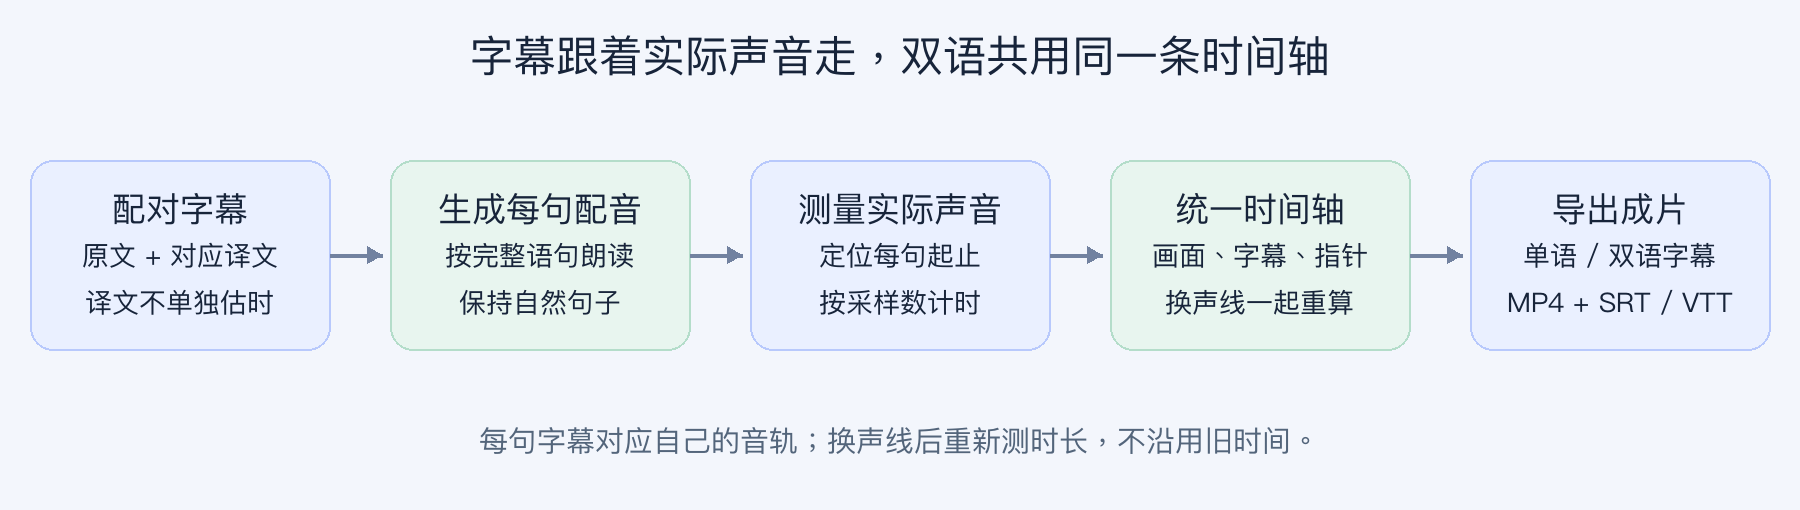 字幕跟着实际声音走，双语共用同一条时间轴
配对字幕
原文 + 对应译文
译文不单独估时
生成每句配音
按完整语句朗读
保持自然句子
测量实际声音
定位每句起止
按采样数计时
统一时间轴
画面、字幕、指针
换声线一起重算
导出成片
单语 / 双语字幕
MP4 + SRT / VTT
每句字幕对应自己的音轨；换声线后重新测时长，不沿用旧时间。